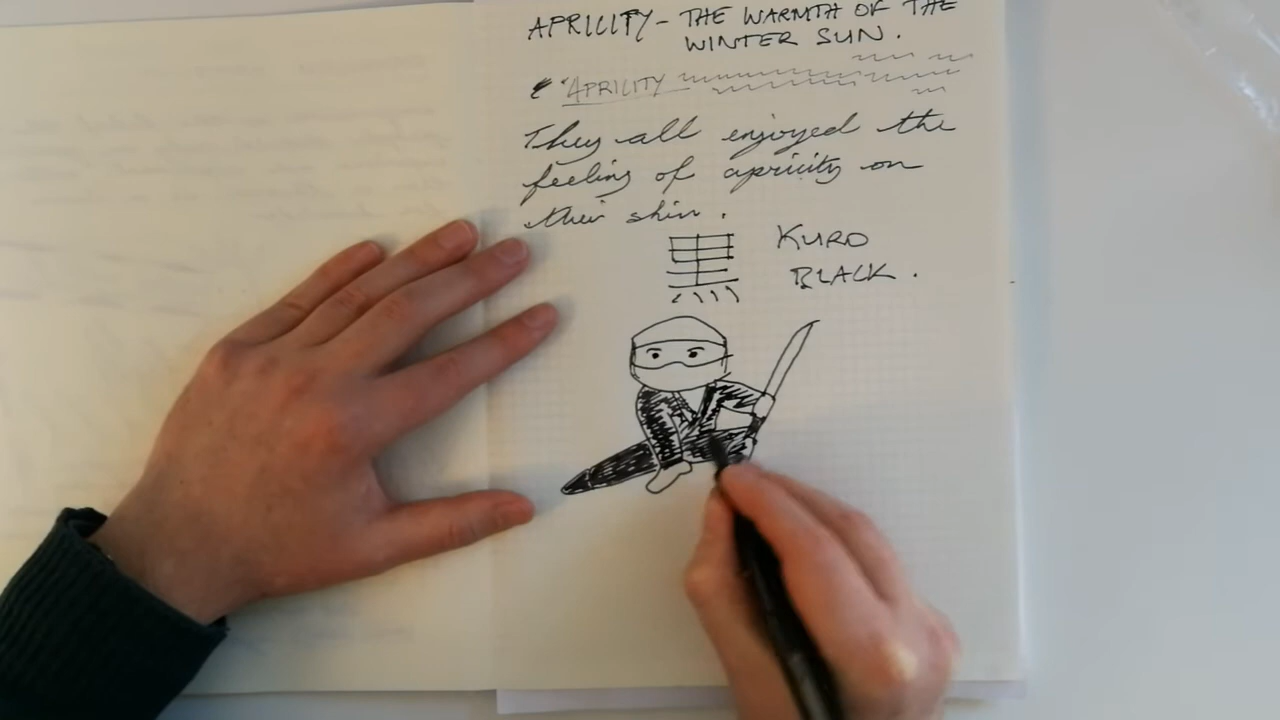 APRICITY - THE WARMTH OF THE
WINTER SUN.
"APRILITY
They all enjoyed the
feeling of apricity on
their skin.
黒 KURO
BLACK.